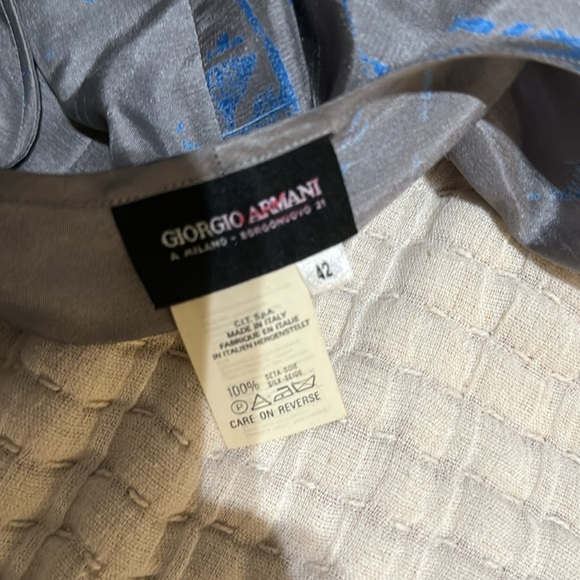 GIORGIO ARMANI
A MILANO - BORGONUOVO 21
42
C.I.T. S.p.A.
MADE IN ITALY
FABRIQUE EN ITALIE
IN ITALIEN HERGESTELLT
100% SETA-SOIE
SILK-SEIDE
P
CARE ON REVERSE